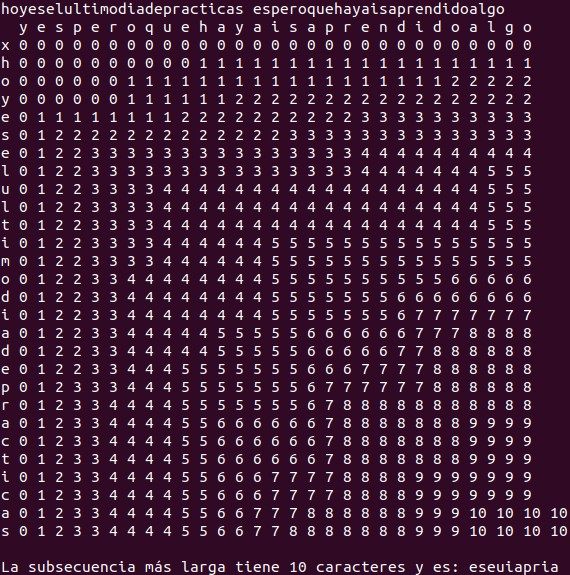 hoyeselultimodiadepracticas esperoquehayaisaprendidoalgo
y e s p e r o q u e h a y a i s a p r e n d i d o a l g o
x 0 0 0 0 0 0 0 0 0 0 0 0 0 0 0 0 0 0 0 0 0 0 0 0 0 0 0 0 0
h 0 0 0 0 0 0 0 0 0 0 1 1 1 1 1 1 1 1 1 1 1 1 1 1 1 1 1 1 1
o 0 0 0 0 0 0 1 1 1 1 1 1 1 1 1 1 1 1 1 1 1 1 1 1 2 2 2 2 2
y 0 0 0 0 0 0 1 1 1 1 1 1 2 2 2 2 2 2 2 2 2 2 2 2 2 2 2 2 2
e 0 1 1 1 1 1 1 1 1 2 2 2 2 2 2 2 2 2 2 3 3 3 3 3 3 3 3 3 3
s 0 1 2 2 2 2 2 2 2 2 2 2 2 2 2 3 3 3 3 3 3 3 3 3 3 3 3 3 3
e 0 1 2 2 3 3 3 3 3 3 3 3 3 3 3 3 3 3 3 4 4 4 4 4 4 4 4 4 4
l 0 1 2 2 3 3 3 3 3 3 3 3 3 3 3 3 3 3 3 4 4 4 4 4 4 4 5 5 5
u 0 1 2 2 3 3 3 3 4 4 4 4 4 4 4 4 4 4 4 4 4 4 4 4 4 4 5 5 5
l 0 1 2 2 3 3 3 3 4 4 4 4 4 4 4 4 4 4 4 4 4 4 4 4 4 4 5 5 5
t 0 1 2 2 3 3 3 3 4 4 4 4 4 4 4 4 4 4 4 4 4 4 4 4 4 4 5 5 5
i 0 1 2 2 3 3 3 3 4 4 4 4 4 4 5 5 5 5 5 5 5 5 5 5 5 5 5 5 5
m 0 1 2 2 3 3 3 3 4 4 4 4 4 4 5 5 5 5 5 5 5 5 5 5 5 5 5 5 5
o 0 1 2 2 3 3 4 4 4 4 4 4 4 4 5 5 5 5 5 5 5 5 5 5 6 6 6 6 6
d 0 1 2 2 3 3 4 4 4 4 4 4 4 4 5 5 5 5 5 5 5 6 6 6 6 6 6 6 6
i 0 1 2 2 3 3 4 4 4 4 4 4 4 4 5 5 5 5 5 5 5 6 7 7 7 7 7 7 7
a 0 1 2 2 3 3 4 4 4 4 4 5 5 5 5 5 6 6 6 6 6 6 7 7 7 8 8 8 8
d 0 1 2 2 3 3 4 4 4 4 4 5 5 5 5 5 6 6 6 6 6 7 7 8 8 8 8 8 8
e 0 1 2 2 3 3 4 4 4 5 5 5 5 5 5 5 6 6 6 7 7 7 7 8 8 8 8 8 8
p 0 1 2 2 3 3 4 4 4 5 5 5 5 5 5 5 6 7 7 7 7 7 7 8 8 8 8 8 8
r 0 1 2 2 3 3 4 4 4 5 5 5 5 5 5 5 6 7 8 8 8 8 8 8 8 8 8 8 8
a 0 1 2 2 3 3 4 4 4 5 5 6 6 6 6 6 6 7 8 8 8 8 8 8 8 9 9 9 9
c 0 1 2 2 3 3 4 4 4 5 5 6 6 6 6 6 6 7 8 8 8 8 8 8 8 9 9 9 9
t 0 1 2 2 3 3 4 4 4 5 5 6 6 6 6 6 6 7 8 8 8 8 8 8 8 9 9 9 9
i 0 1 2 2 3 3 4 4 4 5 5 6 6 6 7 7 7 7 8 8 8 8 9 9 9 9 9 9 9
c 0 1 2 2 3 3 4 4 4 5 5 6 6 6 7 7 7 7 8 8 8 8 9 9 9 9 9 9 9
a 0 1 2 2 3 3 4 4 4 5 5 6 6 7 7 7 8 8 8 8 8 8 9 9 9 10 10 10 10
s 0 1 2 2 3 3 4 4 4 5 5 6 6 7 7 8 8 8 8 8 8 8 9 9 9 10 10 10 10
La subsecuencia más larga tiene 10 caracteres y es: eseuiapria